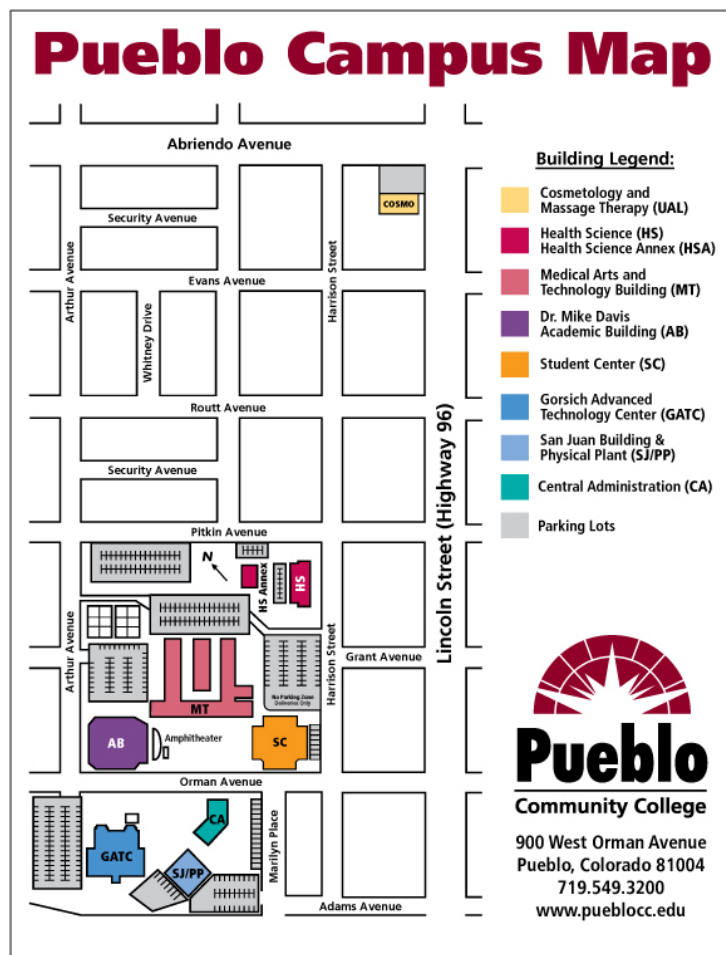 Pueblo Campus Map
Abriendo Avenue
COSMO
Security Avenue
Arthur Avenue
Harrison Street
Evans Avenue
Whitney Drive
Routt Avenue
Lincoln Street (Highway 96)
Security Avenue
Pitkin Avenue
N
HS Annex
HS
Arthur Avenue
Harrison Street
Grant Avenue
No Parking Zone
Deliveries Only
MT
AB
Amphitheater
SC
Orman Avenue
CA
Marilyn Place
GATC
SJ/PP
Adams Avenue
Building Legend:
Cosmetology and
Massage Therapy (UAL)
Health Science (HS)
Health Science Annex (HSA)
Medical Arts and
Technology Building (MT)
Dr. Mike Davis
Academic Building (AB)
Student Center (SC)
Gorsich Advanced
Technology Center (GATC)
San Juan Building &
Physical Plant (SJ/PP)
Central Administration (CA)
Parking Lots
Pueblo
Community College
900 West Orman Avenue
Pueblo, Colorado 81004
719.549.3200
www.pueblocc.edu